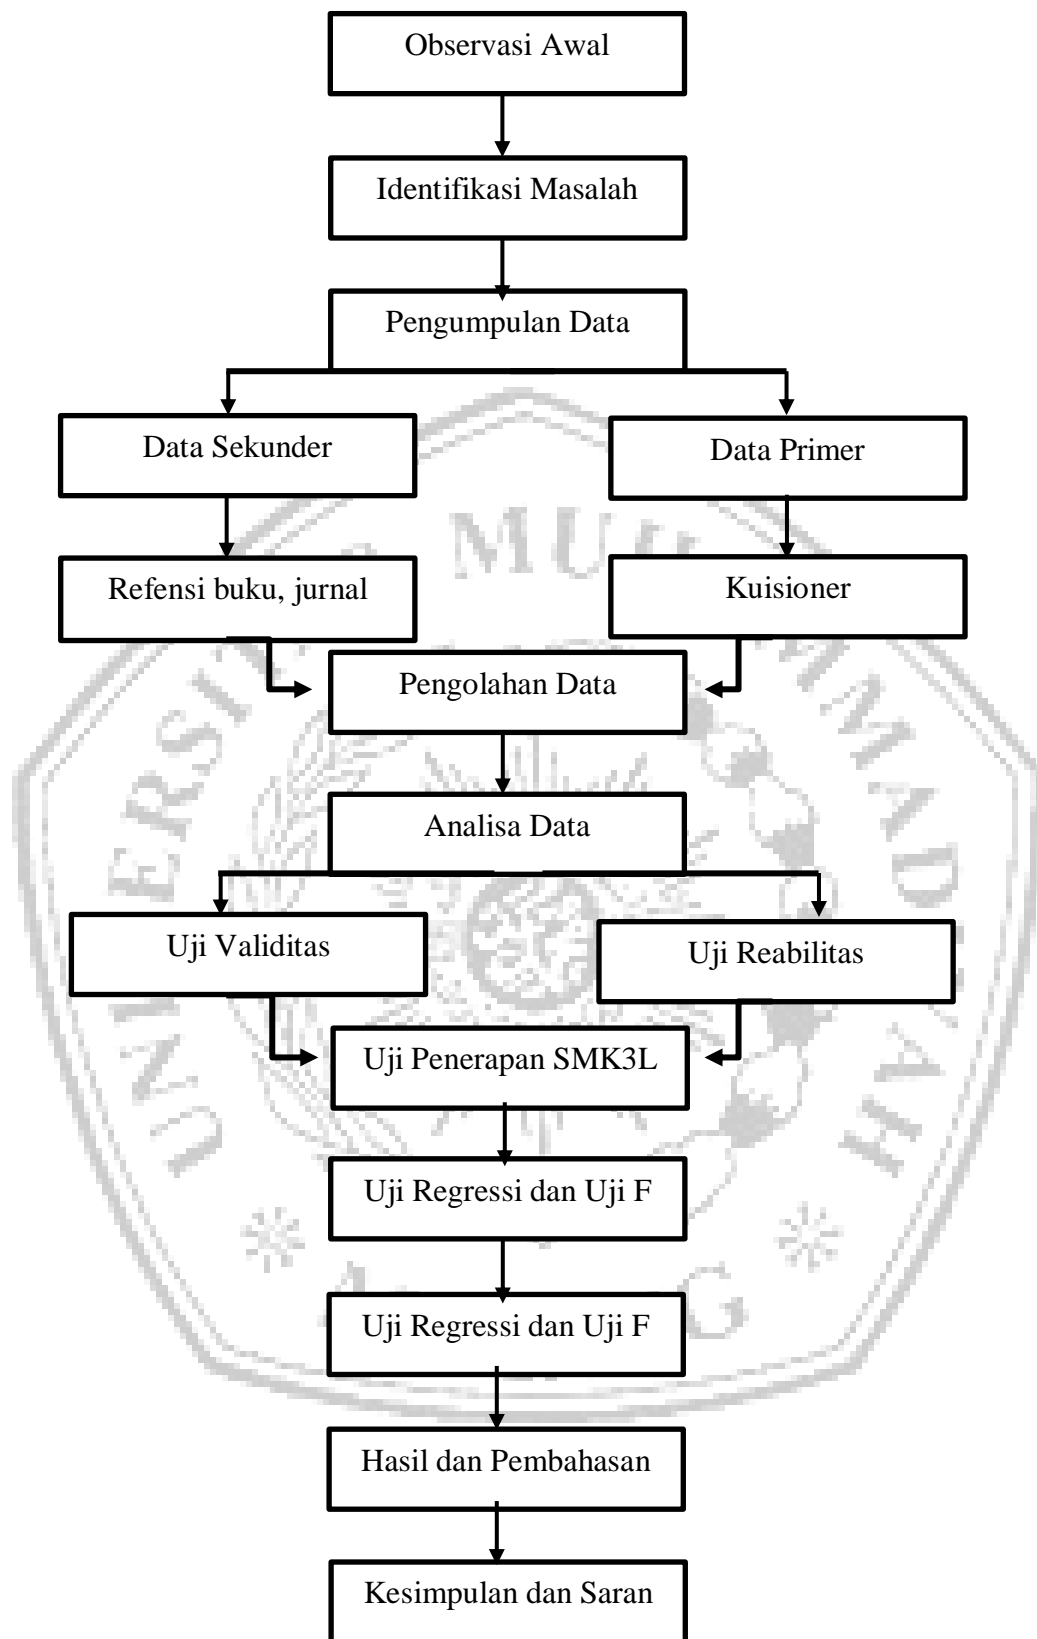 Observasi Awal
Identifikasi Masalah
Pengumpulan Data
Data Sekunder
Data Primer
Refensi buku, jurnal
Kuisioner
Pengolahan Data
Analisa Data
Uji Validitas
Uji Reabilitas
Uji Penerapan SMK3L
Uji Regressi dan Uji F
Uji Regressi dan Uji F
Hasil dan Pembahasan
Kesimpulan dan Saran